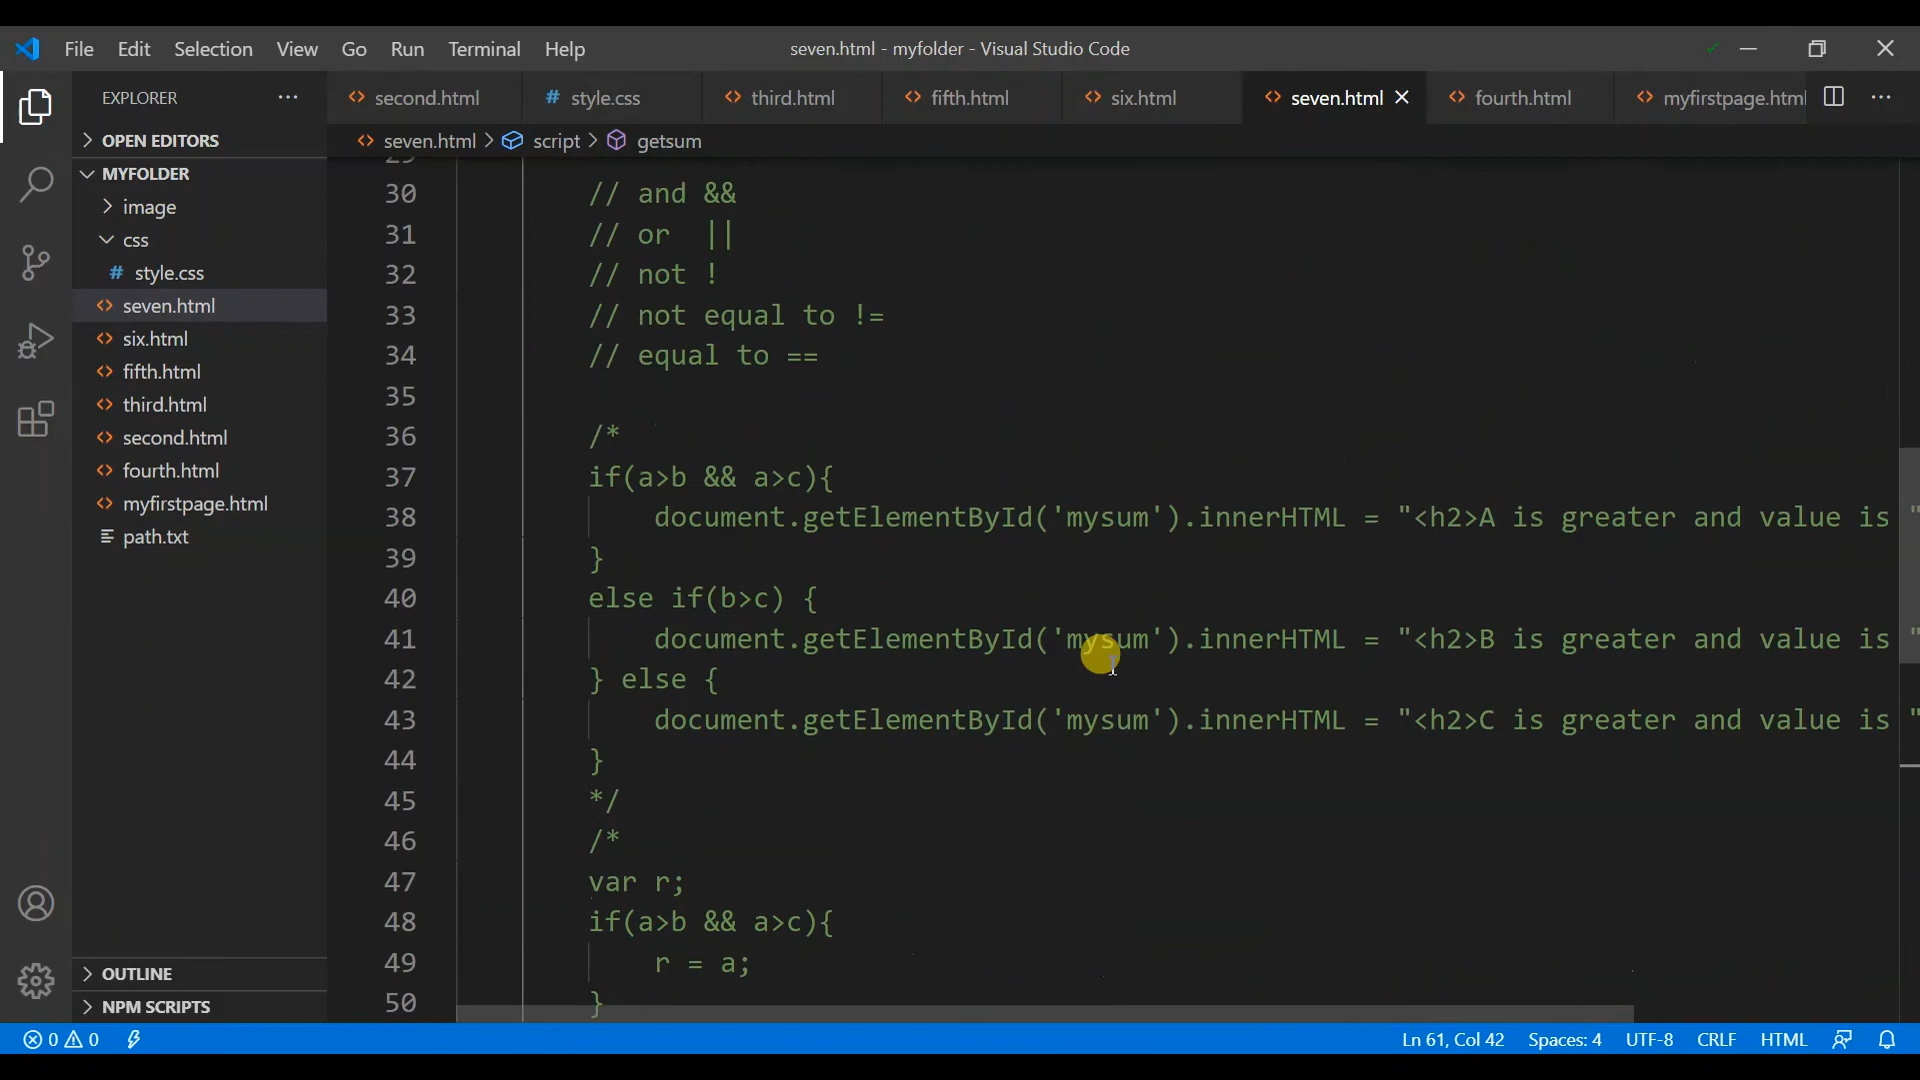 File Edit Selection View Go Run Terminal Help seven.html - myfolder - Visual Studio Code
EXPLORER
OPEN EDITORS
MYFOLDER
image
css
# style.css
<> seven.html
<> six.html
<> fifth.html
<> third.html
<> second.html
<> fourth.html
<> myfirstpage.html
path.txt
OUTLINE
NPM SCRIPTS
<> second.html # style.css <> third.html <> fifth.html <> six.html <> seven.html <> fourth.html <> myfirstpage.html
<> seven.html > script > getsum
29
30 // and &&
31 // or  ||
32 // not !
33 // not equal to !=
34 // equal to ==
35
36 /*
37 if(a>b && a>c){
38     document.getElementById('mysum').innerHTML = "<h2>A is greater and value is "
39 }
40 else if(b>c) {
41     document.getElementById('mysum').innerHTML = "<h2>B is greater and value is "
42 } else {
43     document.getElementById('mysum').innerHTML = "<h2>C is greater and value is "
44 }
45 */
46 /*
47 var r;
48 if(a>b && a>c){
49     r = a;
50 }
0 0 Ln 61, Col 42 Spaces: 4 UTF-8 CRLF HTML